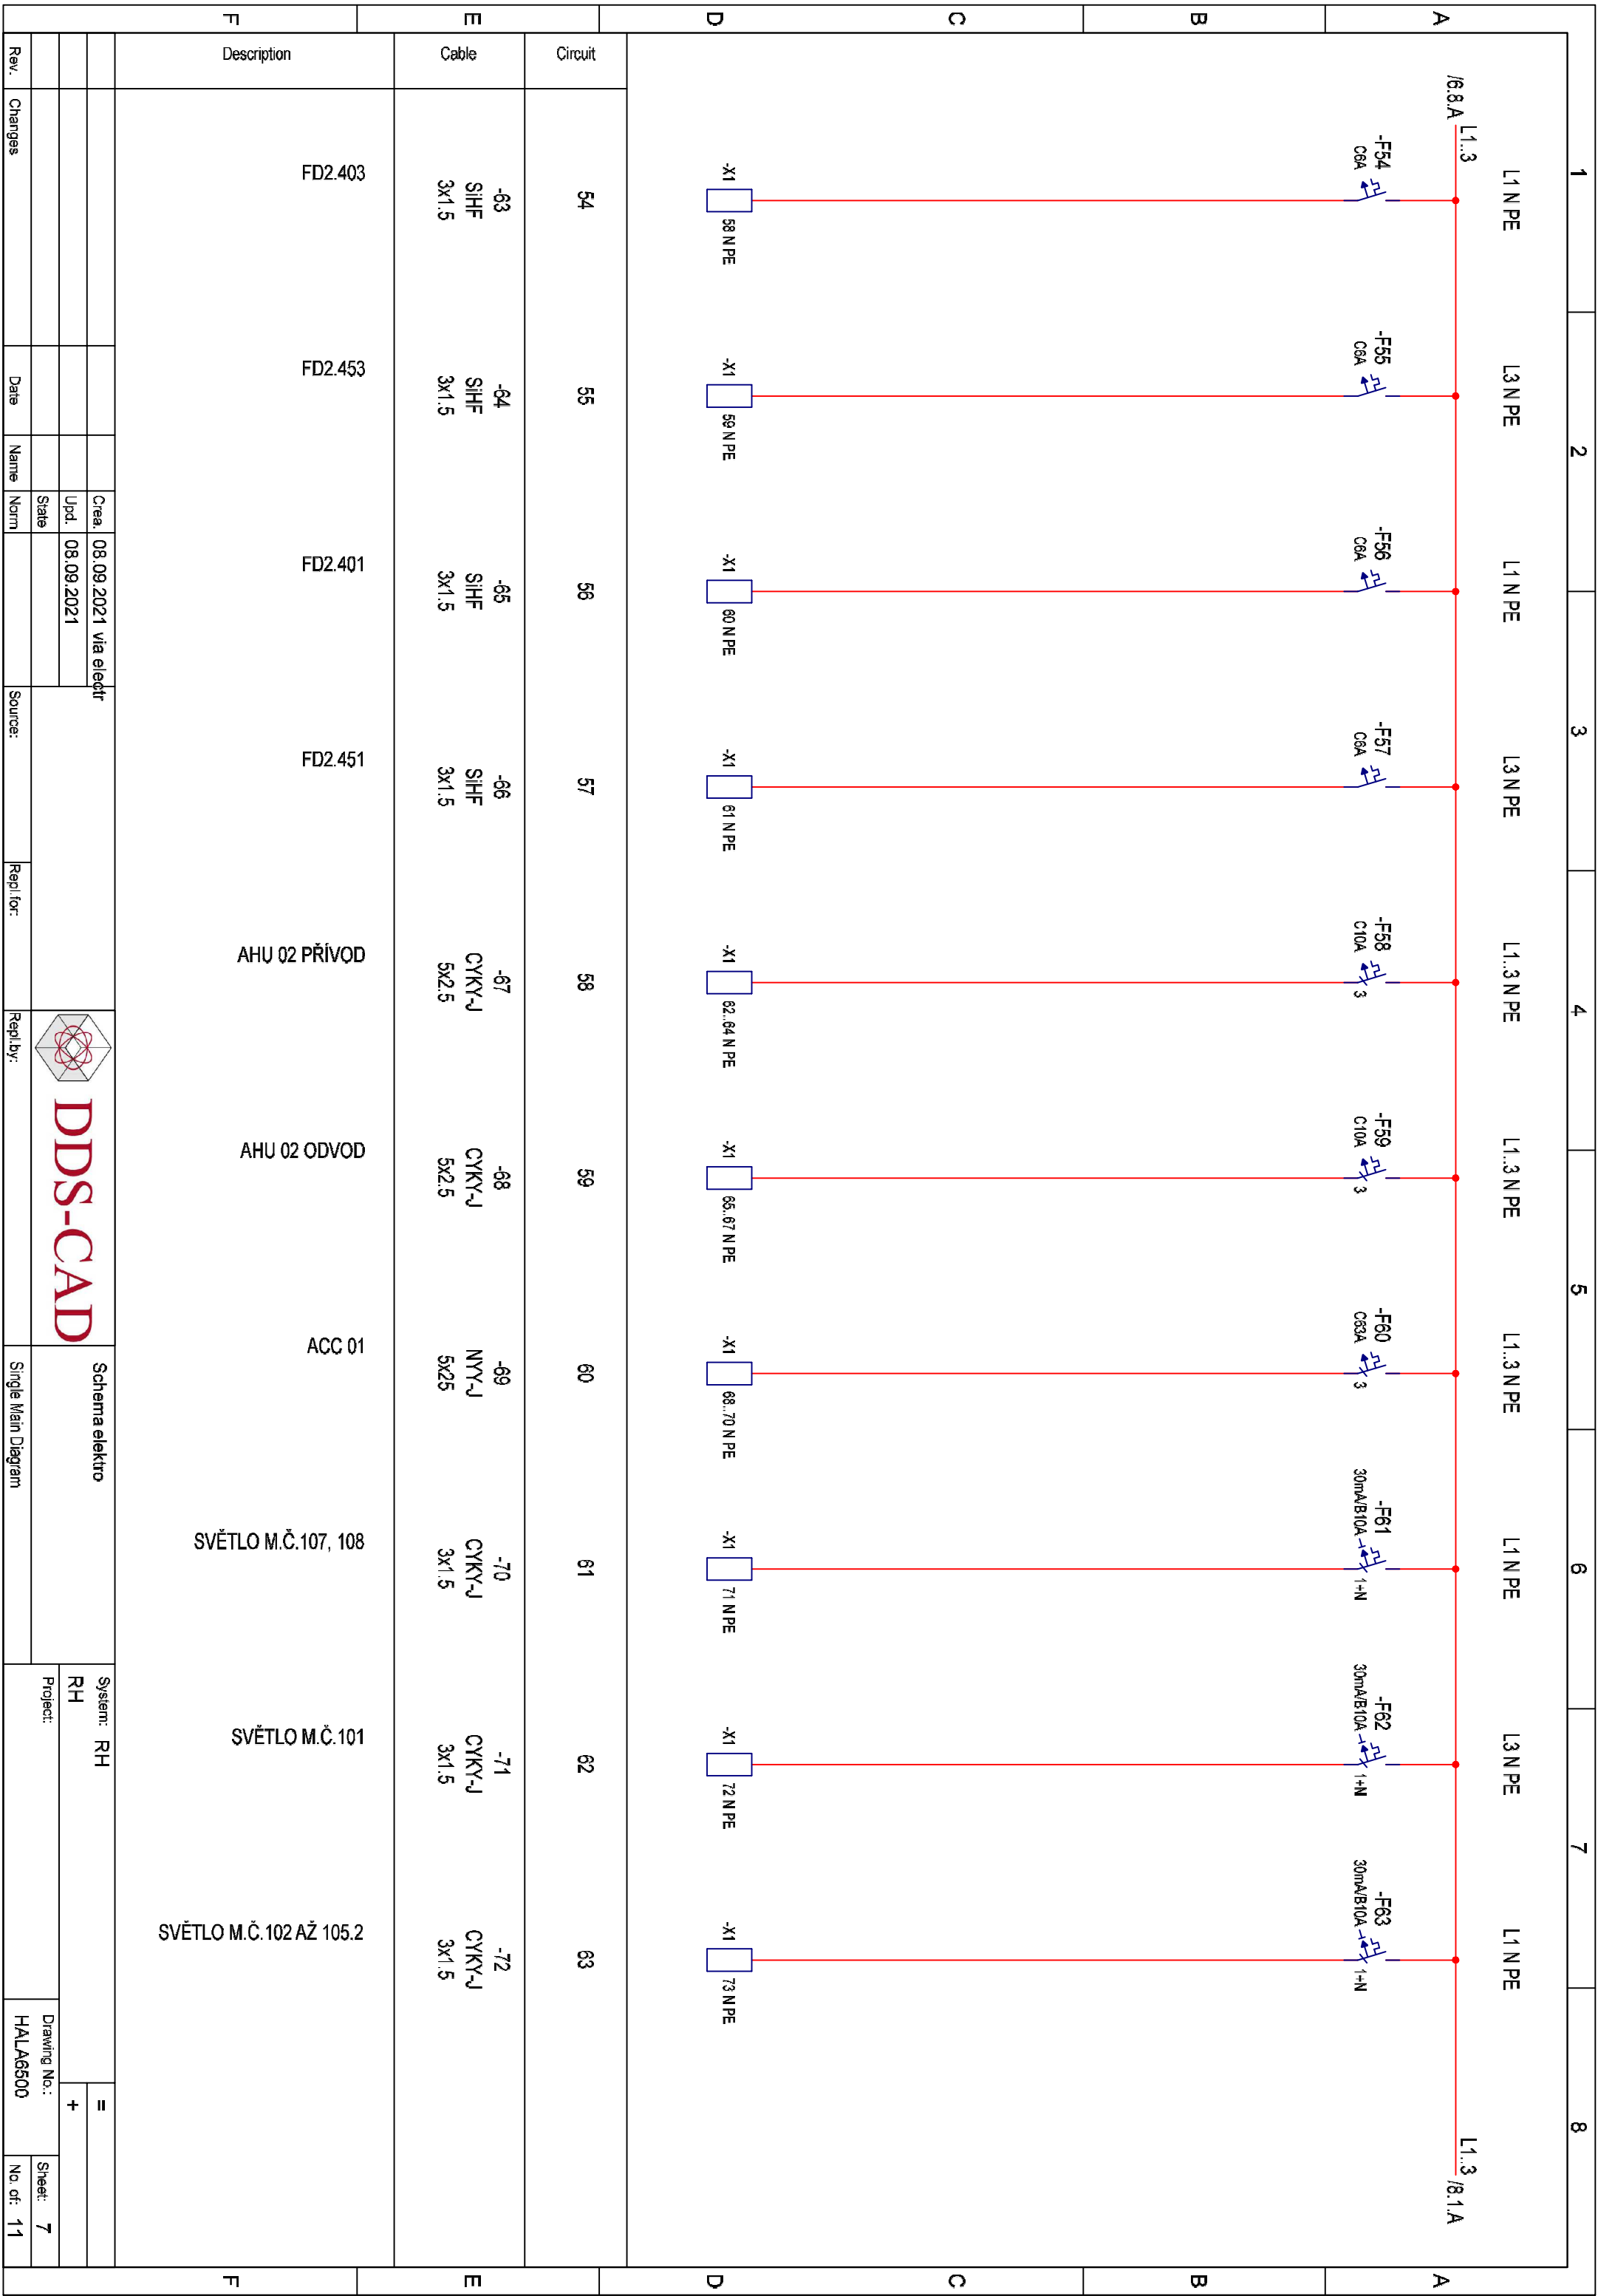 1 2 3 4 5 6 7 8
A
B
C
D
E
F
A
B
C
D
E
F
L1 N PE
L3 N PE
L1 N PE
L3 N PE
L1..3 N PE
L1..3 N PE
L1..3 N PE
L1 N PE
L3 N PE
L1 N PE
/6.8.A
L1..3
L1..3
/8.1.A
-F54
C6A
-F55
C6A
-F56
C6A
-F57
C6A
-F58
C10A
3
-F59
C10A
3
-F60
C63A
3
-F61
30mA/B10A
1+N
-F62
30mA/B10A
1+N
-F63
30mA/B10A
1+N
-X1 58 N PE
-X1 59 N PE
-X1 60 N PE
-X1 61 N PE
-X1 62..64 N PE
-X1 65..67 N PE
-X1 68..70 N PE
-X1 71 N PE
-X1 72 N PE
-X1 73 N PE
Circuit
54
55
56
57
58
59
60
61
62
63
Cable
-63
SIHF
3x1.5
-64
SIHF
3x1.5
-65
SIHF
3x1.5
-66
SIHF
3x1.5
-67
CYKY-J
5x2.5
-68
CYKY-J
5x2.5
-69
NYY-J
5x25
-70
CYKY-J
3x1.5
-71
CYKY-J
3x1.5
-72
CYKY-J
3x1.5
Description
FD2.403
FD2.453
FD2.401
FD2.451
AHU 02 PŘÍVOD
AHU 02 ODVOD
ACC 01
SVĚTLO M.Č.107, 108
SVĚTLO M.Č.101
SVĚTLO M.Č.102 AŽ 105.2
Crea. 08.09.2021 via electr
Upd. 08.09.2021
State
Rev. Changes Date Name Norm
Source:
Repl.for:
Repl.by:
DDS-CAD
Schema elektro
Single Main Diagram
System: RH
RH
Project:
=
+
Drawing No.:
HALA6500
Sheet: 7
No. of: 11